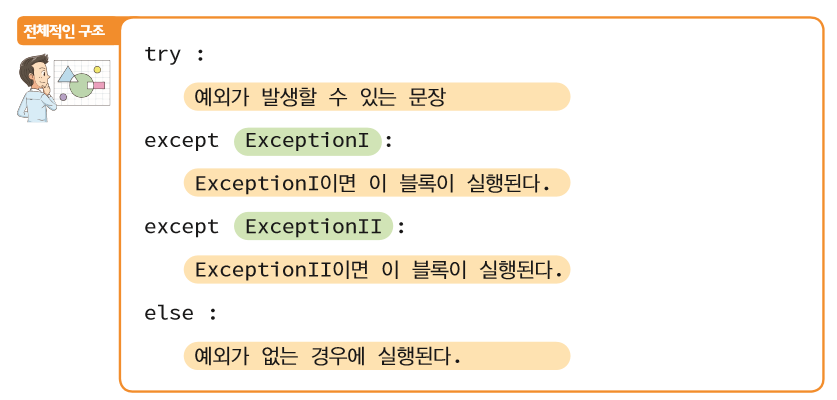 전체적인 구조
try :
예외가 발생할 수 있는 문장
except ExceptionI:
ExceptionI이면 이 블록이 실행된다.
except ExceptionII:
ExceptionII이면 이 블록이 실행된다.
else :
예외가 없는 경우에 실행된다.